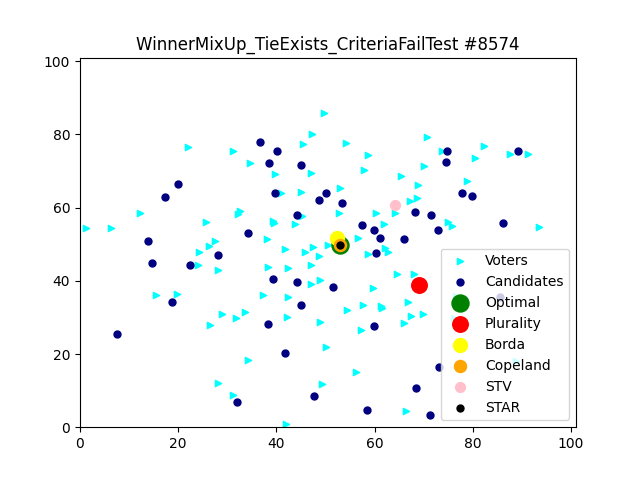 WinnerMixUp_TieExists_CriteriaFailTest #8574
100
80
60
40
20
0
0
20
40
60
80
100
Voters
Candidates
Optimal
Plurality
Borda
Copeland
STV
STAR